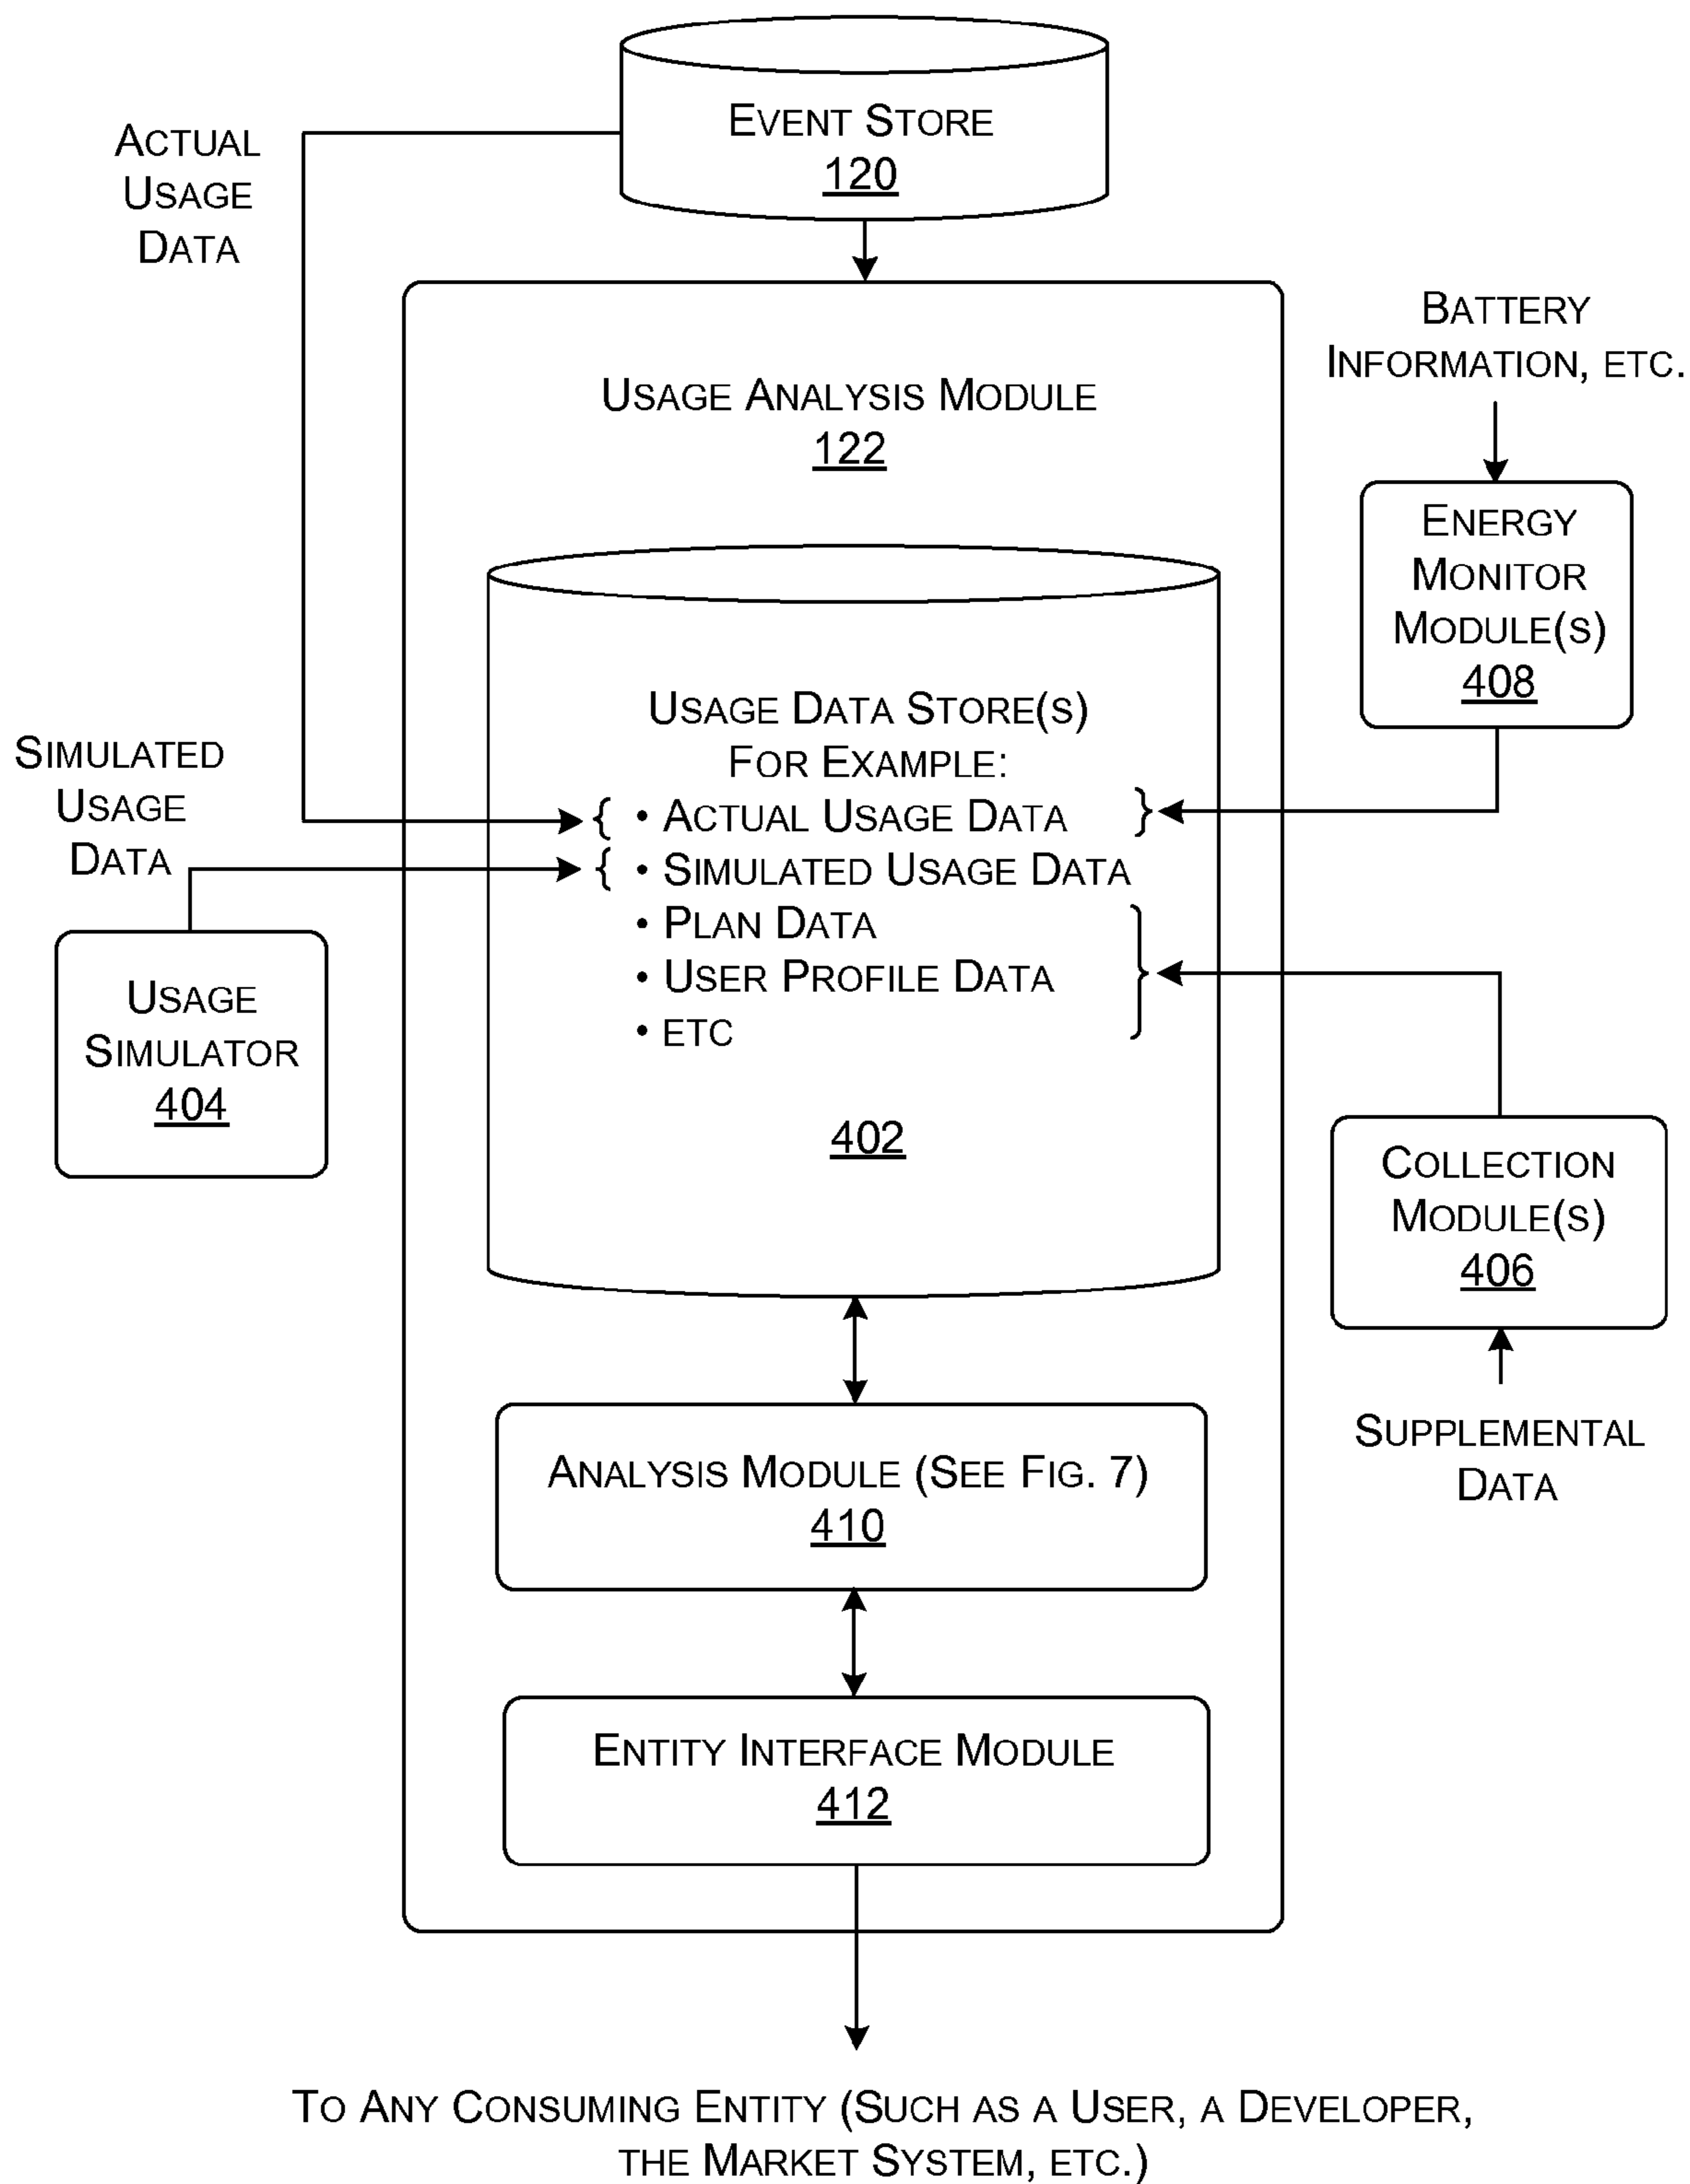 EVENT STORE
120
ACTUAL
USAGE
DATA
BATTERY
INFORMATION, ETC.
USAGE ANALYSIS MODULE
122
ENERGY
MONITOR
MODULE(S)
408
USAGE DATA STORE(S)
FOR EXAMPLE:
• ACTUAL USAGE DATA
• SIMULATED USAGE DATA
• PLAN DATA
• USER PROFILE DATA
• ETC
402
SIMULATED
USAGE
DATA
USAGE
SIMULATOR
404
COLLECTION
MODULE(S)
406
SUPPLEMENTAL
DATA
ANALYSIS MODULE (SEE FIG. 7)
410
ENTITY INTERFACE MODULE
412
TO ANY CONSUMING ENTITY (SUCH AS A USER, A DEVELOPER,
THE MARKET SYSTEM, ETC.)